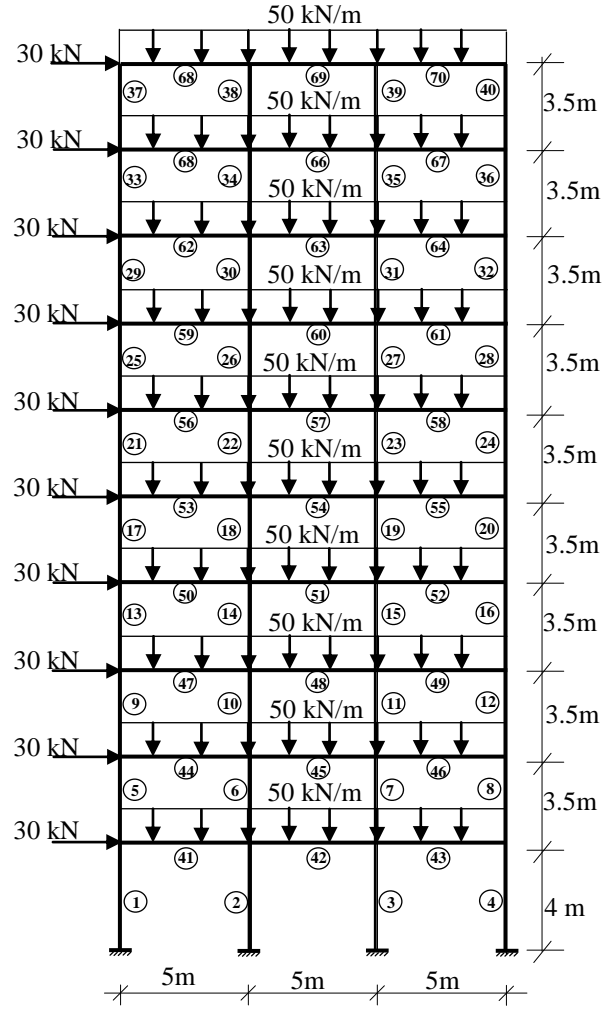 50 kN/m
30 kN
68 69 70
37 38 39 40
50 kN/m
3.5m
30 kN
68 66 67
33 34 35 36
50 kN/m
3.5m
30 kN
62 63 64
29 30 31 32
50 kN/m
3.5m
30 kN
59 60 61
25 26 27 28
50 kN/m
3.5m
30 kN
56 57 58
21 22 23 24
50 kN/m
3.5m
30 kN
53 54 55
17 18 19 20
50 kN/m
3.5m
30 kN
50 51 52
13 14 15 16
50 kN/m
3.5m
30 kN
47 48 49
9 10 11 12
50 kN/m
3.5m
30 kN
44 45 46
5 6 7 8
50 kN/m
3.5m
30 kN
41 42 43
1 2 3 4
4 m
5m 5m 5m